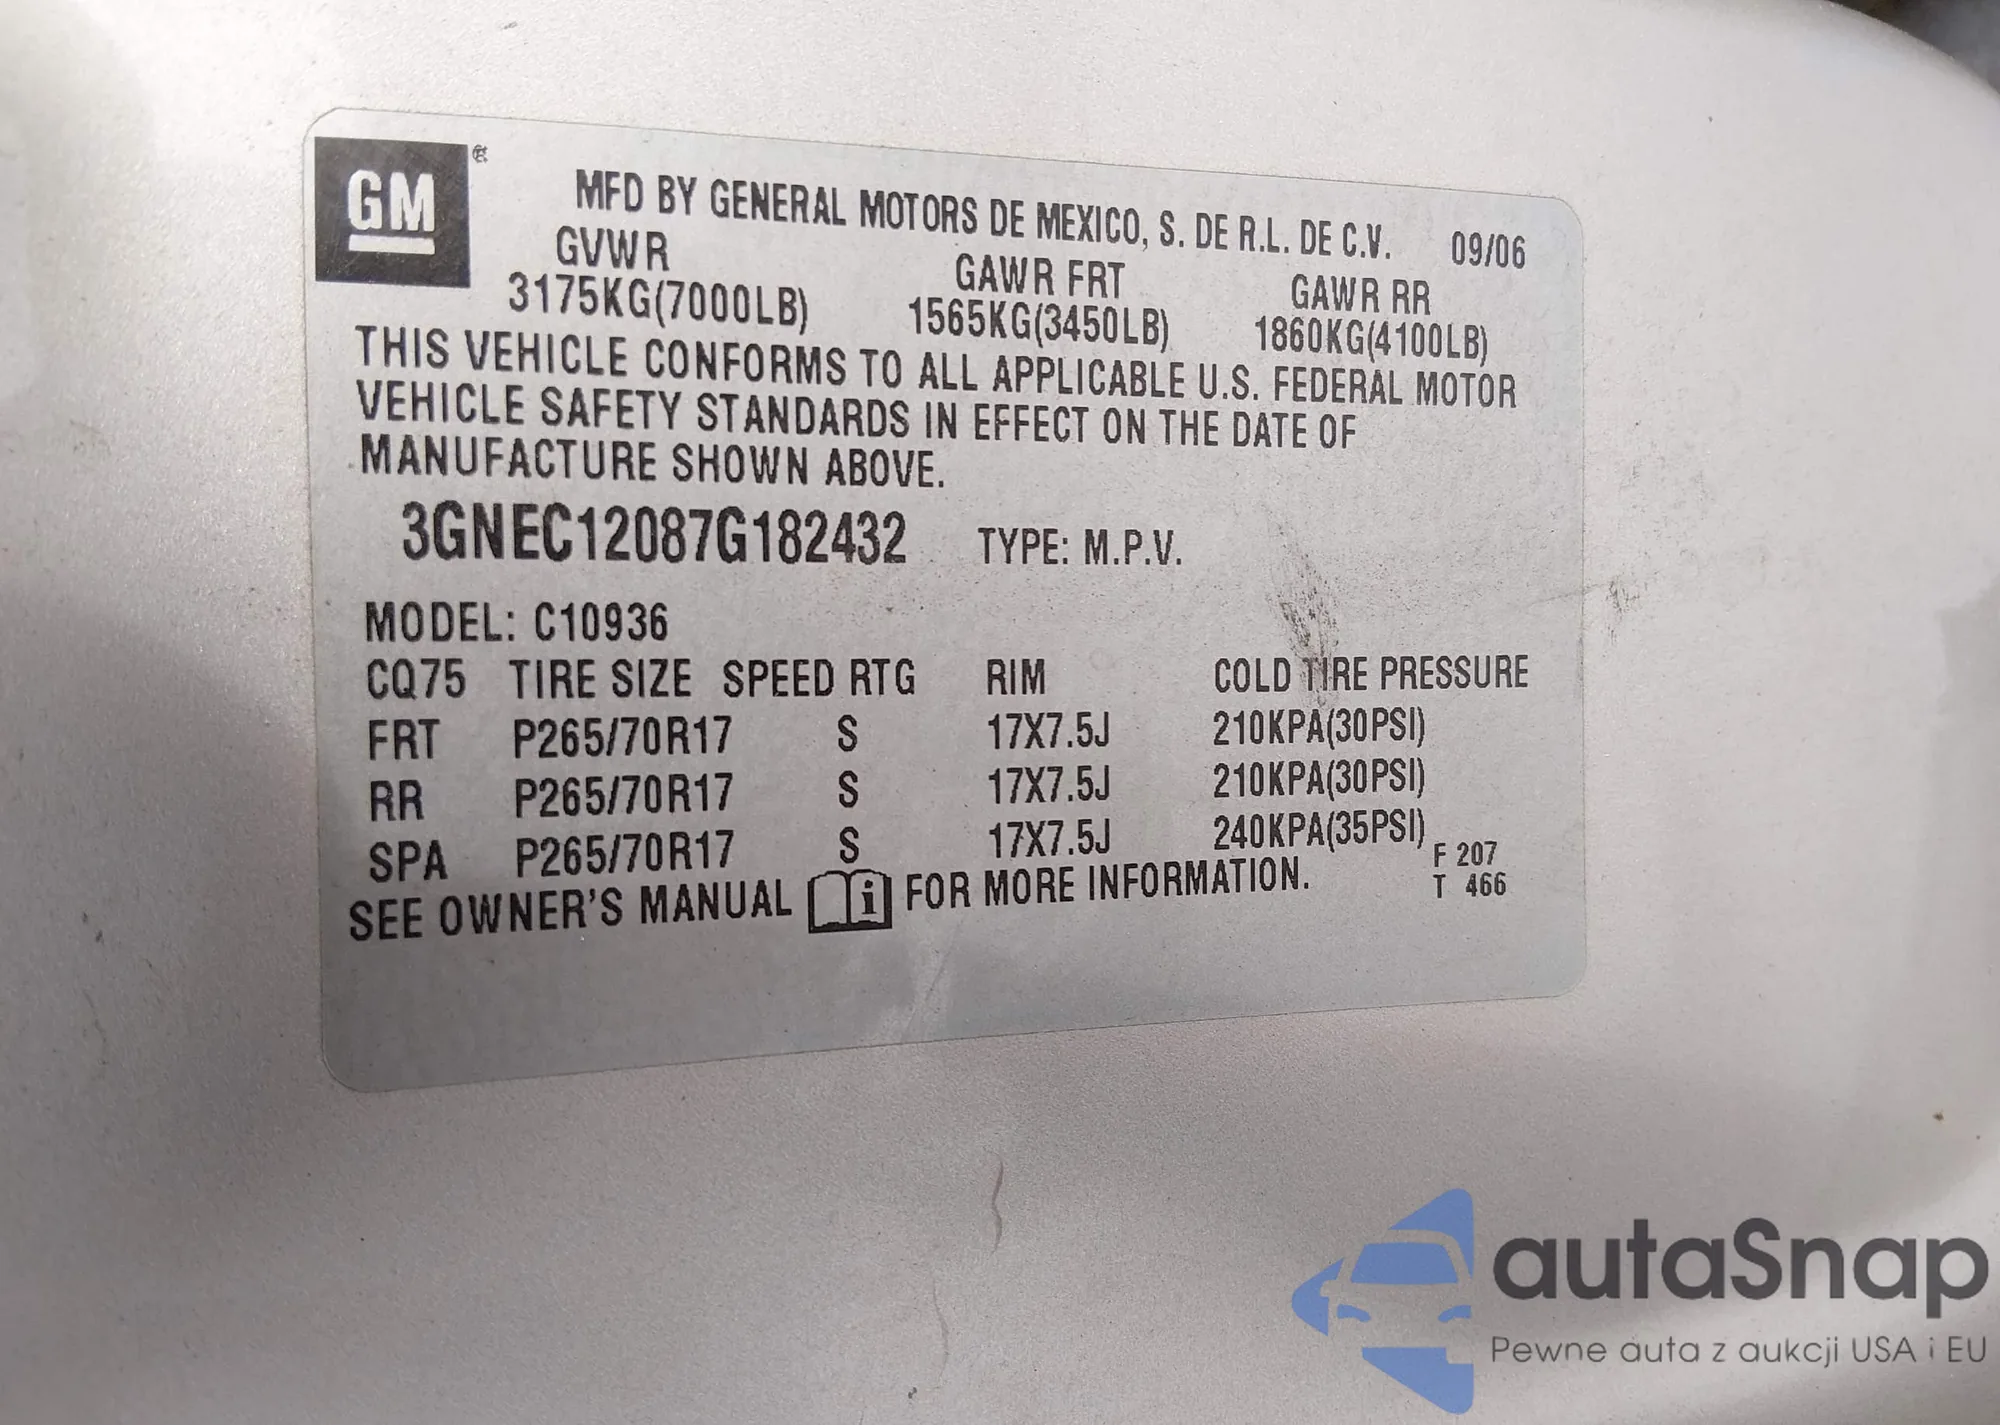 GM
MFD BY GENERAL MOTORS DE MEXICO, S. DE R.L. DE C.V. 09/06
GVWR GAWR FRT GAWR RR
3175KG(7000LB) 1565KG(3450LB) 1860KG(4100LB)
THIS VEHICLE CONFORMS TO ALL APPLICABLE U.S. FEDERAL MOTOR
VEHICLE SAFETY STANDARDS IN EFFECT ON THE DATE OF
MANUFACTURE SHOWN ABOVE.
3GNEC12087G182432 TYPE: M.P.V.
MODEL: C10936
CQ75 TIRE SIZE SPEED RTG RIM COLD TIRE PRESSURE
FRT P265/70R17 S 17X7.5J 210KPA(30PSI)
RR P265/70R17 S 17X7.5J 210KPA(30PSI)
SPA P265/70R17 S 17X7.5J 240KPA(35PSI)
SEE OWNER'S MANUAL i FOR MORE INFORMATION.
F 207
T 466
autaSnap
Pewne auta z aukcji USA i EU